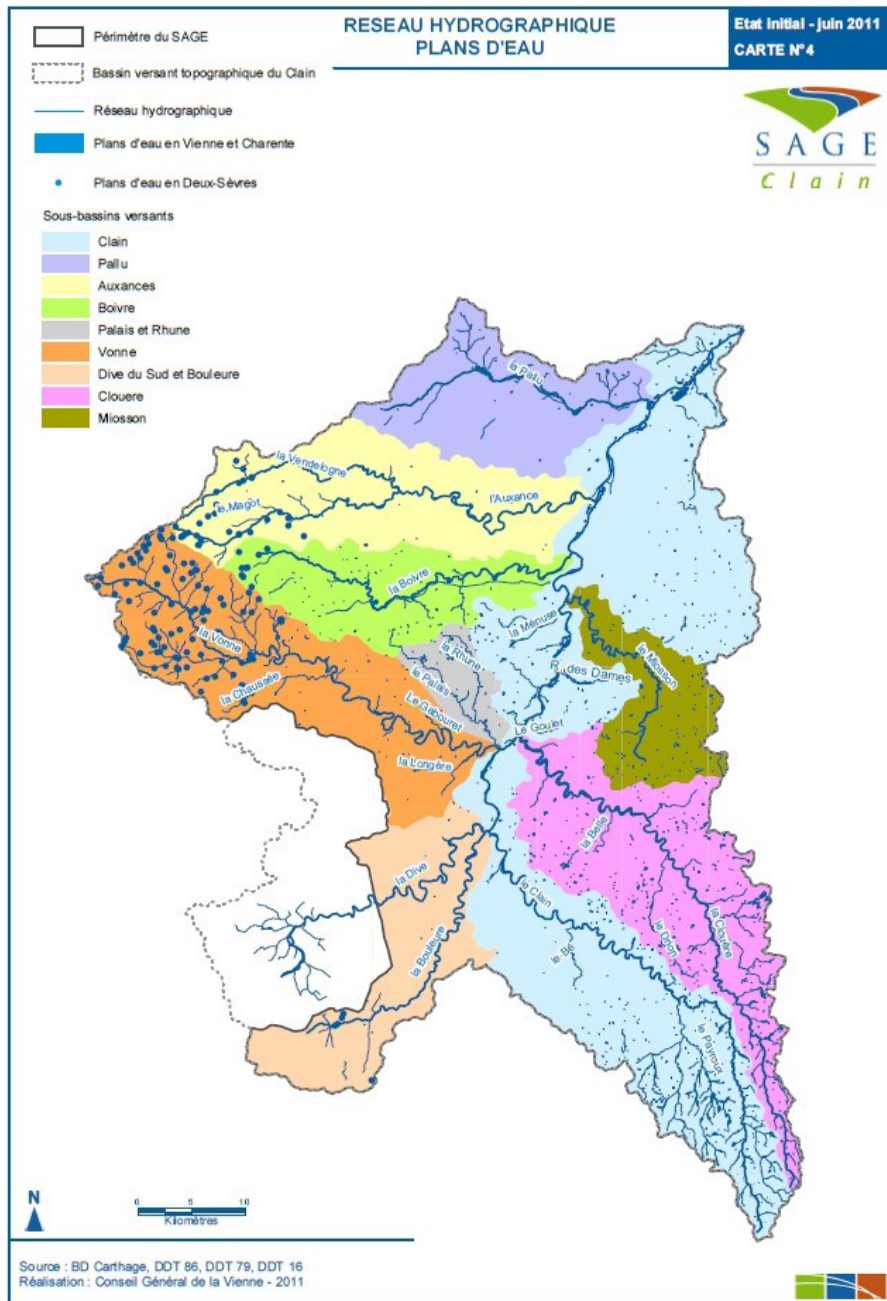 RESEAU HYDROGRAPHIQUE
PLANS D'EAU
Etat initial - juin 2011
CARTE N°4
SAGE
Clain
Périmètre du SAGE
Bassin versant topographique du Clain
Réseau hydrographique
Plans d'eau en Vienne et Charente
Plans d'eau en Deux-Sèvres
Sous-bassins versants
Clain
Pallu
Auxances
Boivre
Palais et Rhune
Vonne
Dive du Sud et Bouleure
Clouere
Miosson
la Pallu
la Vendelogne
l'Auxance
le Magot
la Boivre
la Ménuse
la Rhune
le Miosson
la Vonne
R. des Dames
le Palais
la Chaussée
Le Gabouret
Le Goulet
la Longère
la Belle
la Dive
le Clain
la Clouère
le Drion
la Bouleure
le Bé
le Payroux
N
0 5 10
Kilomètres
Source : BD Carthage, DDT 86, DDT 79, DDT 16
Réalisation : Conseil Général de la Vienne - 2011